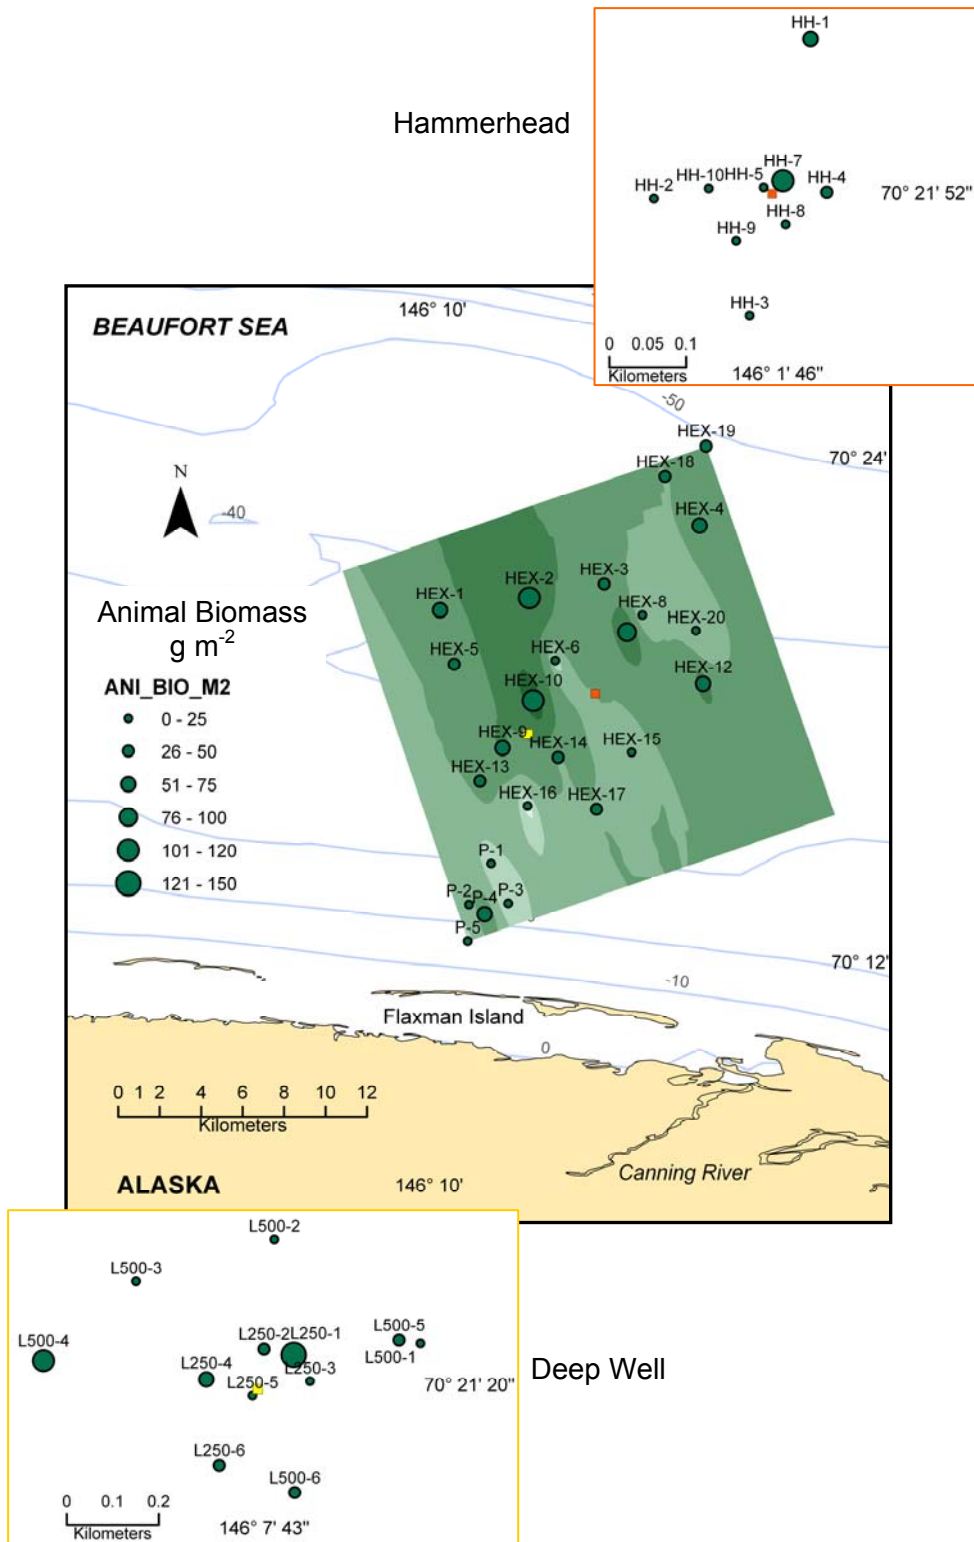 HH-1
Hammerhead
HH-7
HH-10
HH-5
HH-2
HH-4
70° 21' 52"
HH-8
HH-9
HH-3
0 0.05 0.1
Kilometers
146° 1' 46"
BEAUFORT SEA
146° 10'
-50
HEX-19
70° 24'
HEX-18
N
-40
HEX-4
HEX-3
HEX-2
HEX-1
HEX-8
HEX-20
Animal Biomass
g m-2
HEX-5
HEX-6
HEX-12
ANI_BIO_M2
HEX-10
0 - 25
HEX-9
26 - 50
HEX-14
HEX-15
HEX-13
51 - 75
HEX-16
HEX-17
76 - 100
101 - 120
P-1
121 - 150
P-2
P-4
P-3
P-5
70° 12'
-10
Flaxman Island
0
0 1 2 4 6 8 10 12
Kilometers
Canning River
ALASKA
146° 10'
L500-2
L500-3
L500-4
L250-2
L250-1
L500-5
L500-1
L250-4
L250-3
L250-5
70° 21' 20"
Deep Well
L250-6
L500-6
0 0.1 0.2
Kilometers
146° 7' 43"